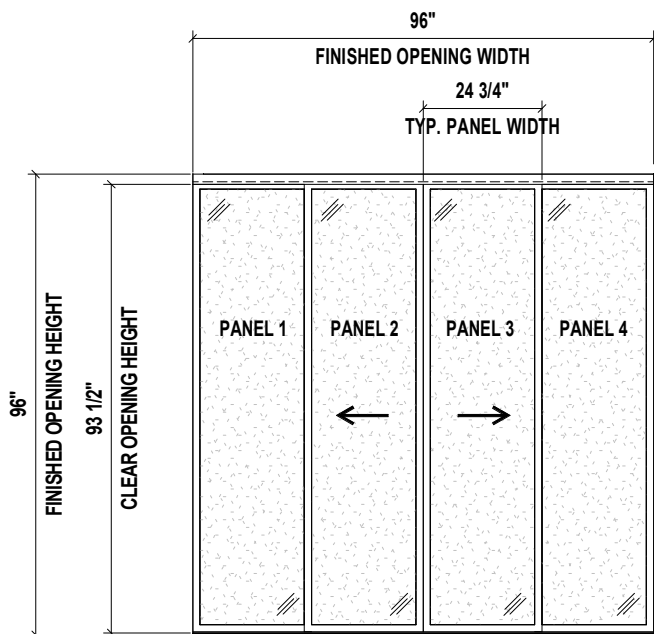 96"
FINISHED OPENING WIDTH
24 3/4"
TYP. PANEL WIDTH
96"
FINISHED OPENING HEIGHT
93 1/2"
CLEAR OPENING HEIGHT
PANEL 1
PANEL 2
PANEL 3
PANEL 4